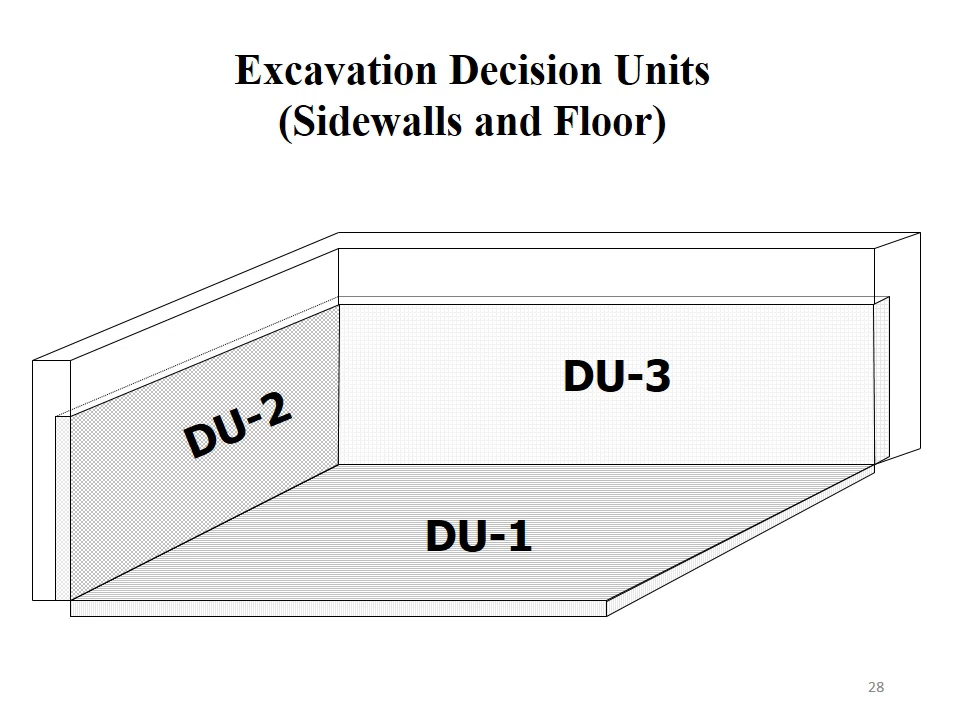 Excavation Decision Units
(Sidewalls and Floor)
DU-3
DU-2
DU-1
28